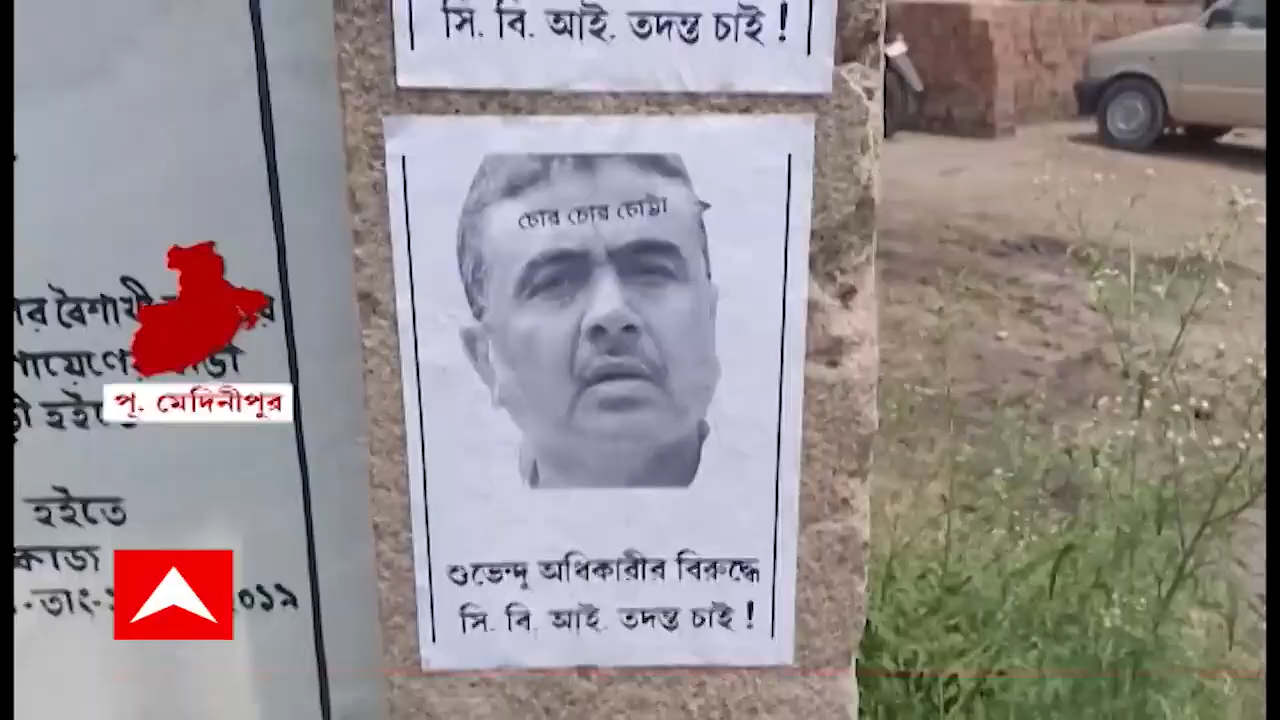 সি. বি. আই. তদন্ত চাই !
চোর চোর চোট্টা
শুভেন্দু অধিকারীর বিরুদ্ধে
সি. বি. আই. তদন্ত চাই !
বৈশাখী
পূ. মেদিনীপুর
হইতে
কাজ